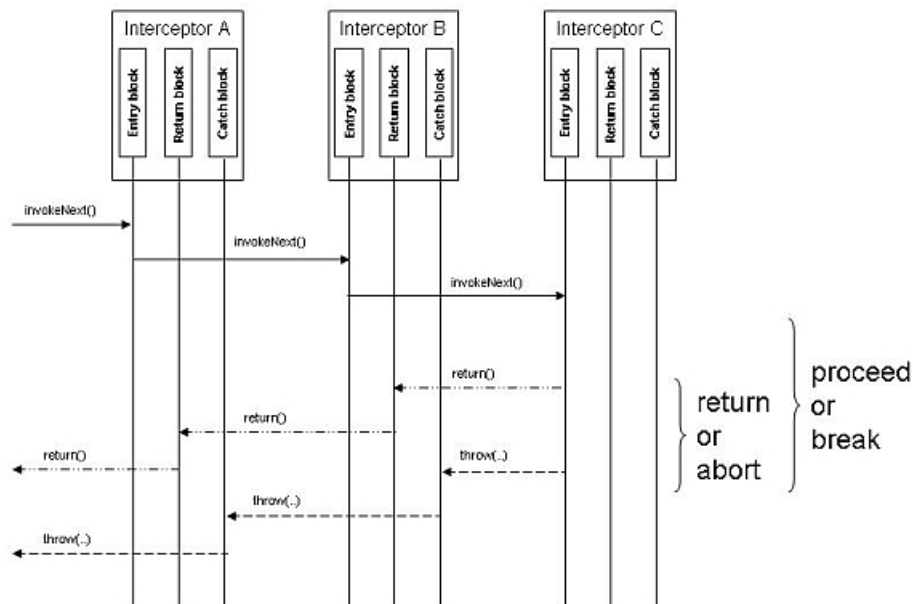 Interceptor A
Interceptor B
Interceptor C
Entry block
Return block
Catch block
Entry block
Return block
Catch block
Entry block
Return block
Catch block
invokeNext()
invokeNext()
invokeNext()
return()
return()
return()
throw(..)
throw(..)
throw(..)
return
or
abort
proceed
or
break